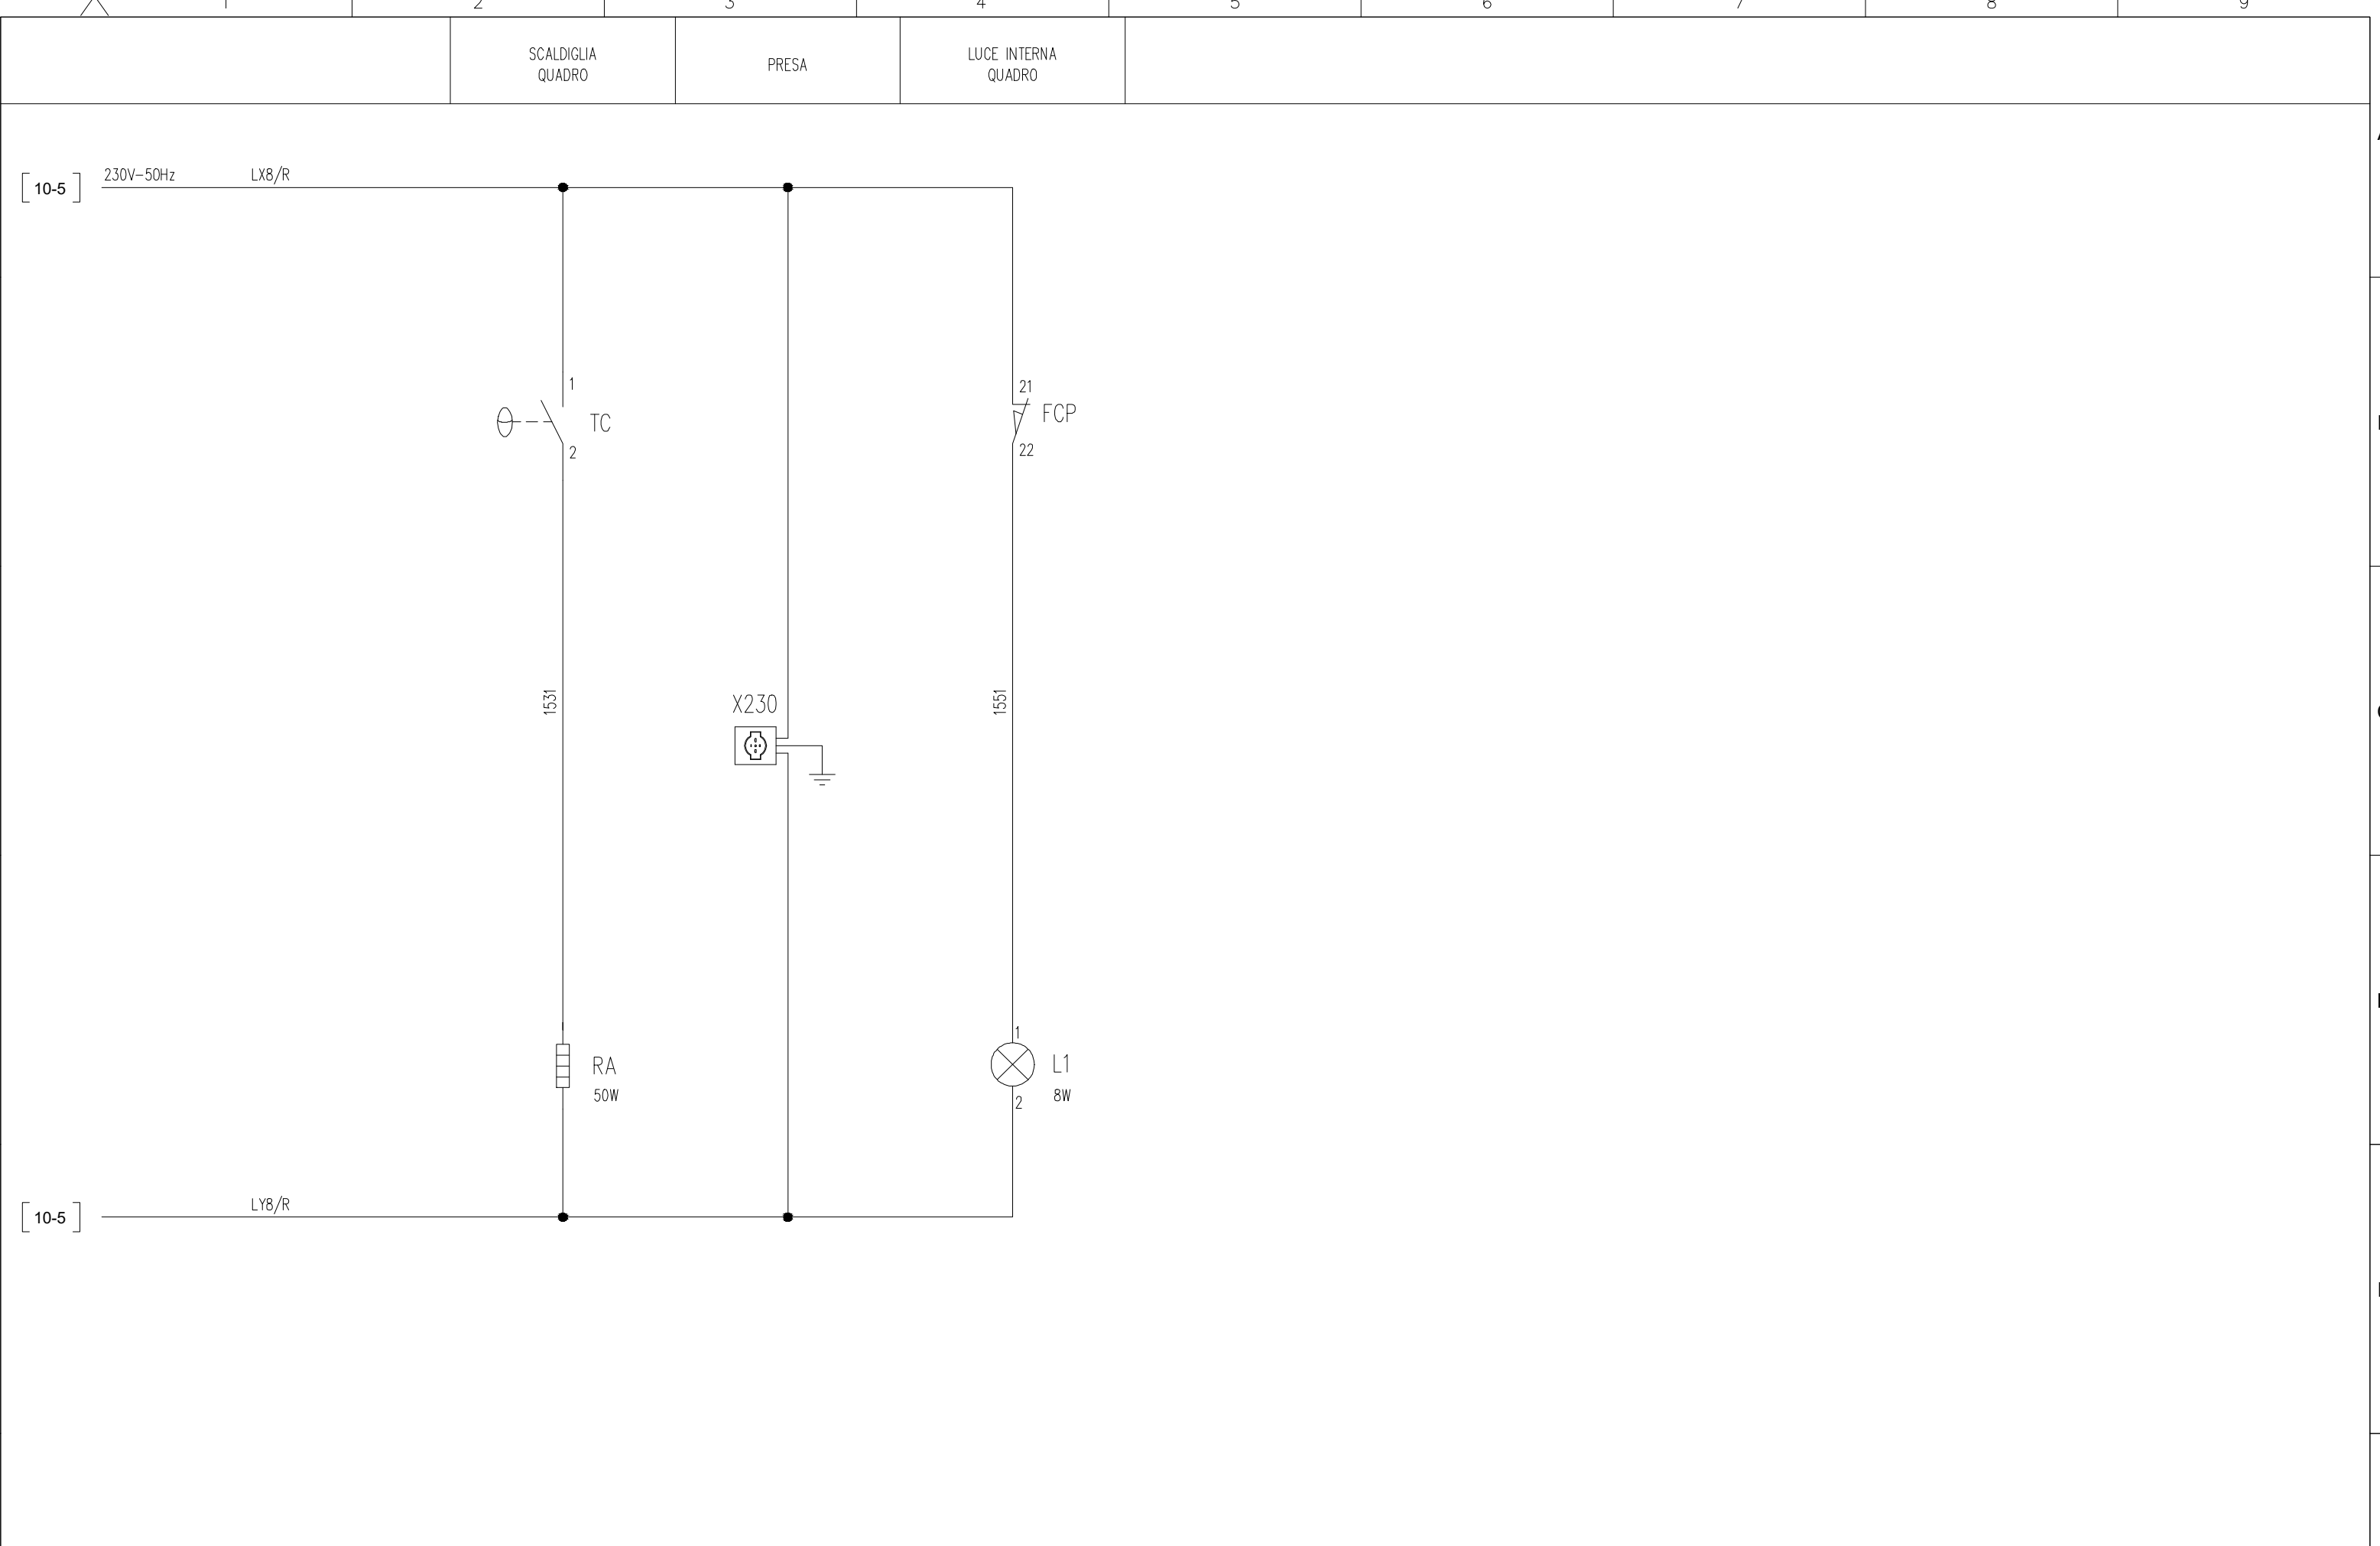 1 2 3 4 5 6 7 8 9
SCALDIGLIA
QUADRO
PRESA
LUCE INTERNA
QUADRO
10-5 230V-50Hz LX8/R
1
TC
2
21
FCP
22
1531
X230
1551
RA
50W
1
L1
8W
2
10-5 LY8/R